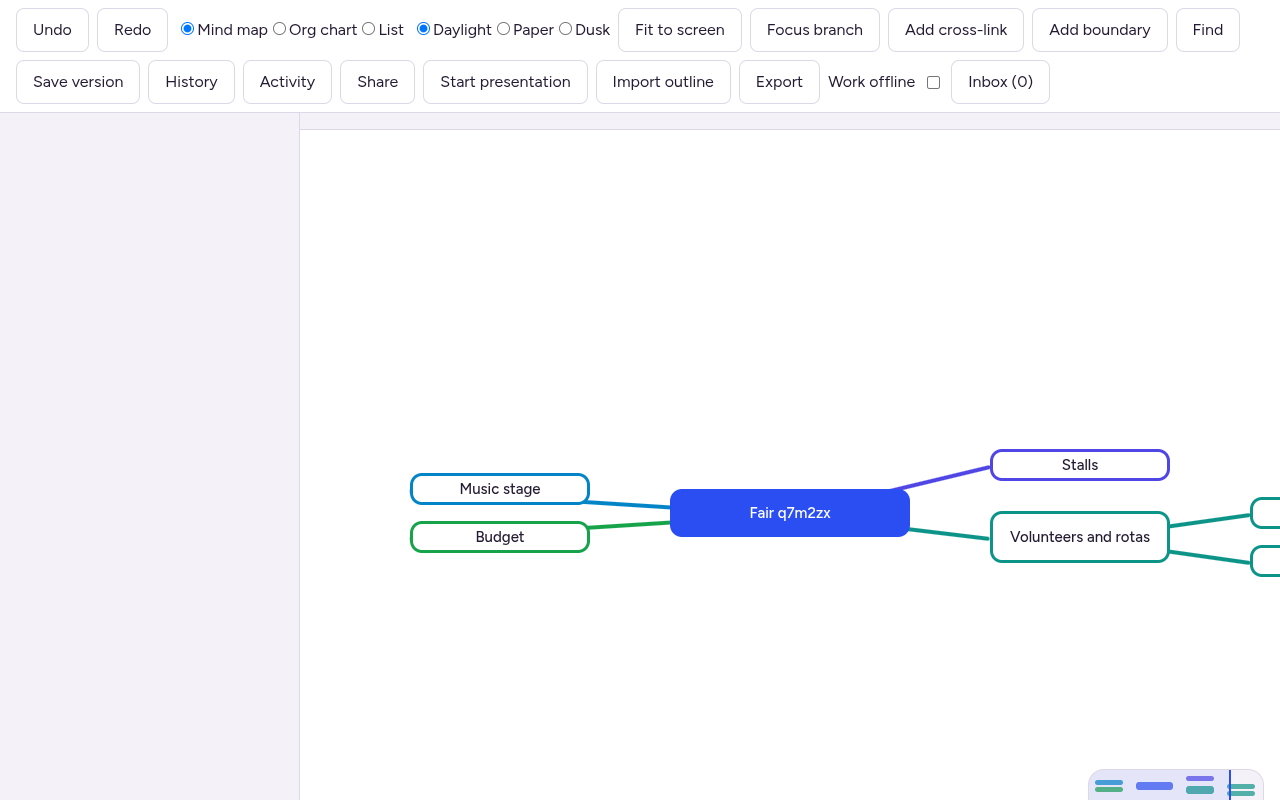 Undo Redo Mind map Org chart List Daylight Paper Dusk Fit to screen Focus branch Add cross-link Add boundary Find
Save version History Activity Share Start presentation Import outline Export Work offline Inbox (0)
Stalls
Music stage
Fair q7m2zx
Budget
Volunteers and rotas